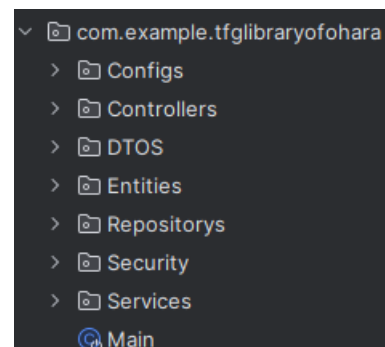 com.example.tfglibraryofohara
Configs
Controllers
DTOS
Entities
Repositorys
Security
Services
Main